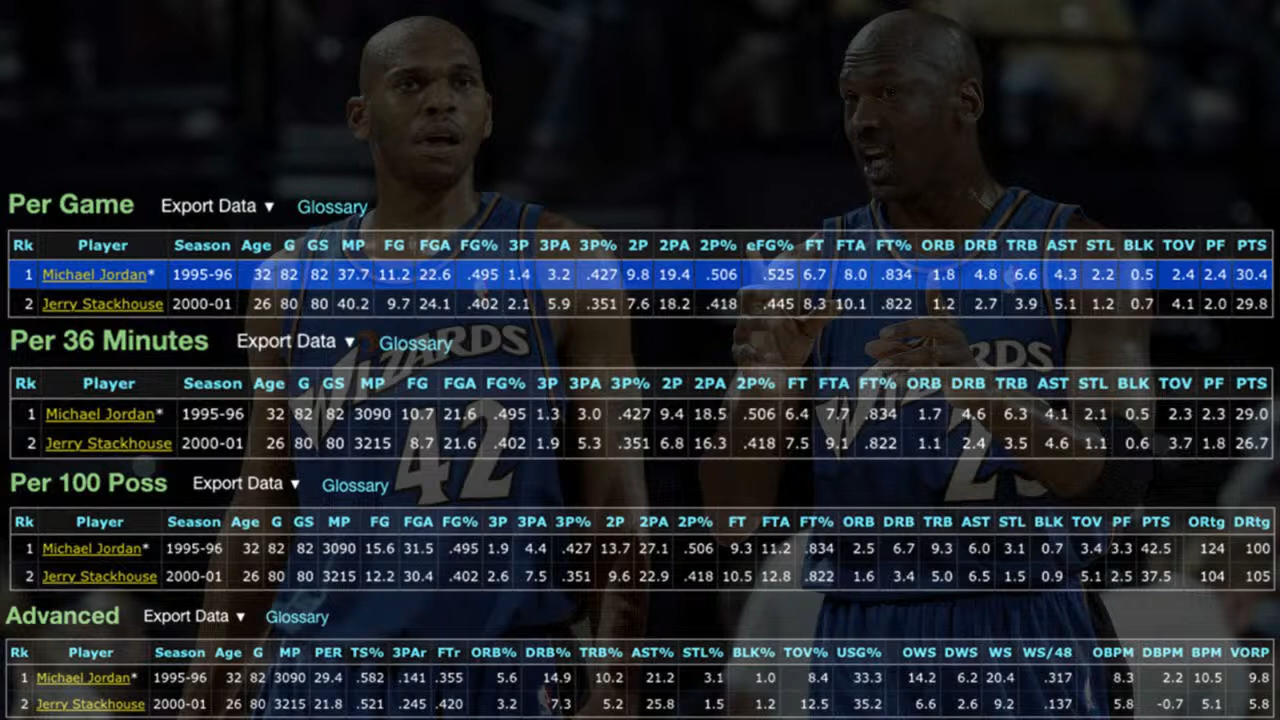 Per Game Export Data ▼ Glossary
Rk Player Season Age G GS MP FG FGA FG% 3P 3PA 3P% 2P 2PA 2P% eFG% FT FTA FT% ORB DRB TRB AST STL BLK TOV PF PTS
1 Michael Jordan* 1995-96 32 82 82 37.7 11.2 22.6 .495 1.4 3.2 .427 9.8 19.4 .506 .525 6.7 8.0 .834 1.8 4.8 6.6 4.3 2.2 0.5 2.4 2.4 30.4
2 Jerry Stackhouse 2000-01 26 80 80 40.2 9.7 24.1 .402 2.1 5.9 .351 7.6 18.2 .418 .445 8.3 10.1 .822 1.2 2.7 3.9 5.1 1.2 0.7 4.1 2.0 29.8
Per 36 Minutes Export Data ▼ Glossary
WIZARDS
Rk Player Season Age G GS MP FG FGA FG% 3P 3PA 3P% 2P 2PA 2P% FT FTA FT% ORB DRB TRB AST STL BLK TOV PF PTS
1 Michael Jordan* 1995-96 32 82 82 3090 10.7 21.6 .495 1.3 3.0 .427 9.4 18.5 .506 6.4 7.7 .834 1.7 4.6 6.3 4.1 2.1 0.5 2.3 2.3 29.0
2 Jerry Stackhouse 2000-01 26 80 80 3215 8.7 21.6 .402 1.9 5.3 .351 6.8 16.3 .418 7.5 9.1 .822 1.1 2.4 3.5 4.6 1.1 0.6 3.7 1.8 26.7
42
Per 100 Poss Export Data ▼ Glossary
Rk Player Season Age G GS MP FG FGA FG% 3P 3PA 3P% 2P 2PA 2P% FT FTA FT% ORB DRB TRB AST STL BLK TOV PF PTS ORtg DRtg
1 Michael Jordan* 1995-96 32 82 82 3090 15.6 31.5 .495 1.9 4.4 .427 13.7 27.1 .506 9.3 11.2 .834 2.5 6.7 9.3 6.0 3.1 0.7 3.4 3.3 42.5 124 100
2 Jerry Stackhouse 2000-01 26 80 80 3215 12.2 30.4 .402 2.6 7.5 .351 9.6 22.9 .418 10.5 12.8 .822 1.6 3.4 5.0 6.5 1.5 0.9 5.1 2.5 37.5 104 105
Advanced Export Data ▼ Glossary
Rk Player Season Age G MP PER TS% 3PAr FTr ORB% DRB% TRB% AST% STL% BLK% TOV% USG% OWS DWS WS WS/48 OBPM DBPM BPM VORP
1 Michael Jordan* 1995-96 32 82 3090 29.4 .582 .141 .355 5.6 14.9 10.2 21.2 3.1 1.0 8.4 33.3 14.2 6.2 20.4 .317 8.3 2.2 10.5 9.8
2 Jerry Stackhouse 2000-01 26 80 3215 21.8 .521 .245 .420 3.2 7.3 5.2 25.8 1.5 1.2 12.5 35.2 6.6 2.6 9.2 .137 5.8 -0.7 5.1 5.8